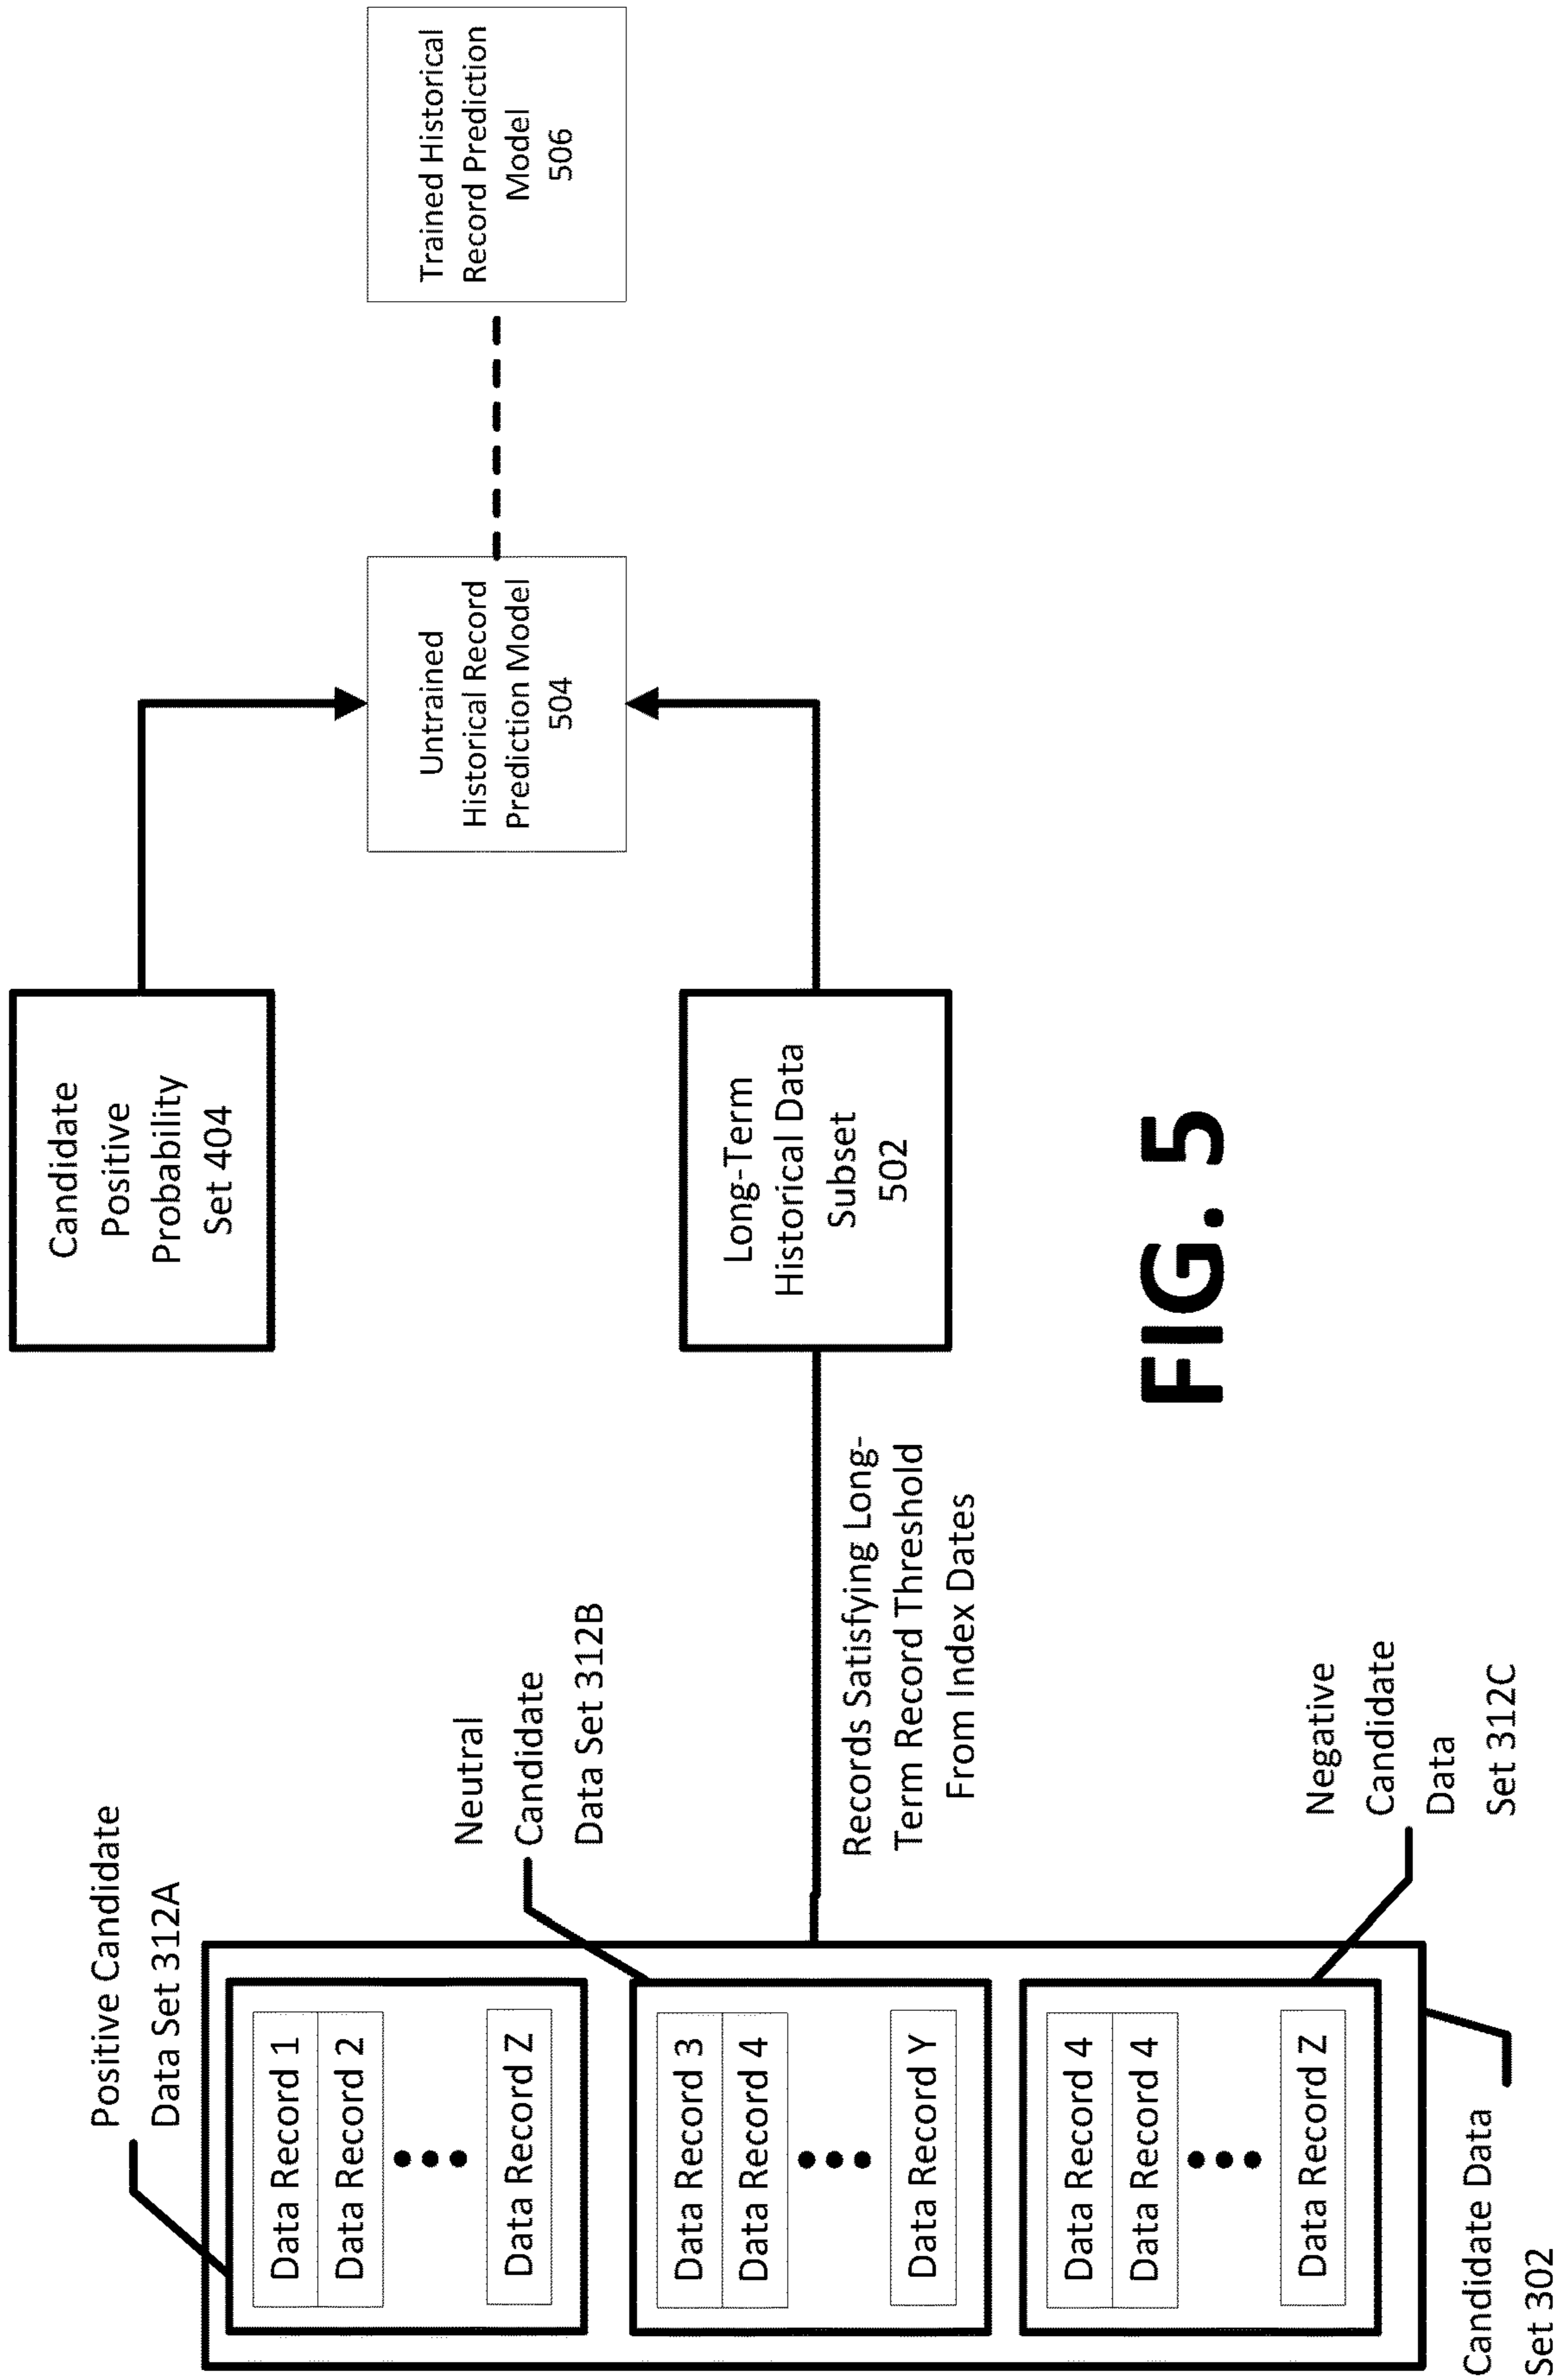 Positive Candidate
Data Set 312A
Data Record 1
Data Record 2
Data Record Z
Neutral
Candidate
Data Set 312B
Data Record 3
Data Record 4
Data Record Y
Negative
Candidate
Data
Set 312C
Data Record 4
Data Record 4
Data Record Z
Candidate Data
Set 302
Records Satisfying Long-
Term Record Threshold
From Index Dates
Candidate
Positive
Probability
Set 404
Long-Term
Historical Data
Subset
502
Untrained
Historical Record
Prediction Model
504
Trained Historical
Record Prediction
Model
506
FIG. 5